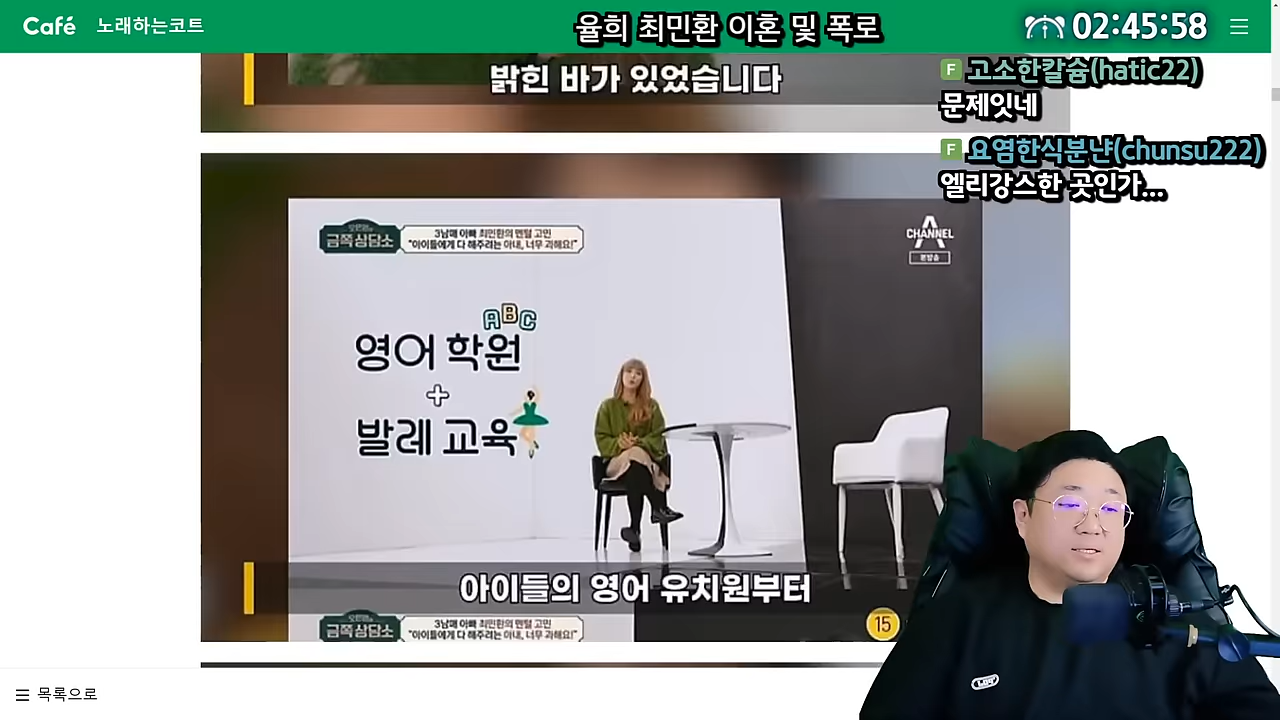 Café 노래하는코트
율희 최민환 이혼 및 폭로
02:45:58
F 고소한칼슘(hatic22)
문제잇네
F 요염한식분냔(chunsu222)
엘리강스한 곳인가...
밝힌 바가 있었습니다
금쪽 상담소
3남매 아빠 최민환의 멘털 고민
"아이들에게 다 해주려는 아내, 너무 과해요!"
CHANNEL A
본방송
ABC
영어 학원
+
발레 교육
아이들의 영어 유치원부터
금쪽 상담소
3남매 아빠 최민환의 멘털 고민
"아이들에게 다 해주려는 아내, 너무 과해요!"
15
목록으로